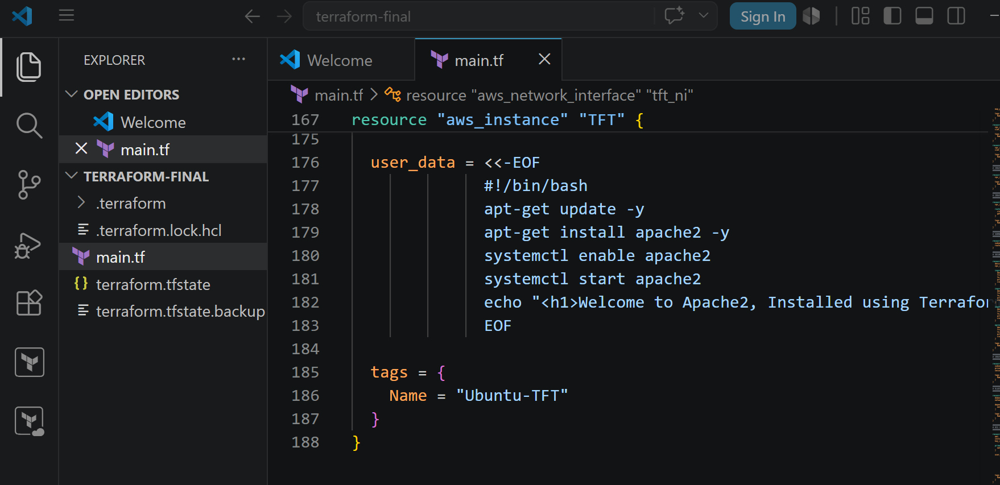 terraform-final
Sign In
EXPLORER
OPEN EDITORS
Welcome
main.tf
TERRAFORM-FINAL
.terraform
.terraform.lock.hcl
main.tf
terraform.tfstate
terraform.tfstate.backup
Welcome
main.tf
main.tf > resource "aws_network_interface" "tft_ni"
167 resource "aws_instance" "TFT" {
175
176 user_data = <<-EOF
177 #!/bin/bash
178 apt-get update -y
179 apt-get install apache2 -y
180 systemctl enable apache2
181 systemctl start apache2
182 echo "<h1>Welcome to Apache2, Installed using Terrafor
183 EOF
184
185 tags = {
186 Name = "Ubuntu-TFT"
187 }
188 }